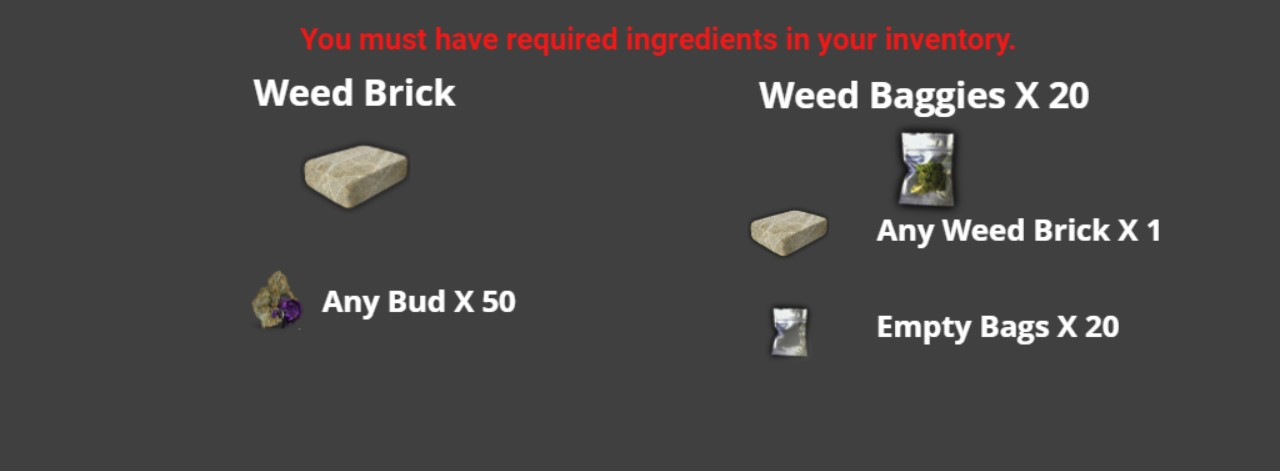 You must have required ingredients in your inventory.
Weed Brick
Any Bud X 50
Weed Baggies X 20
Any Weed Brick X 1
Empty Bags X 20